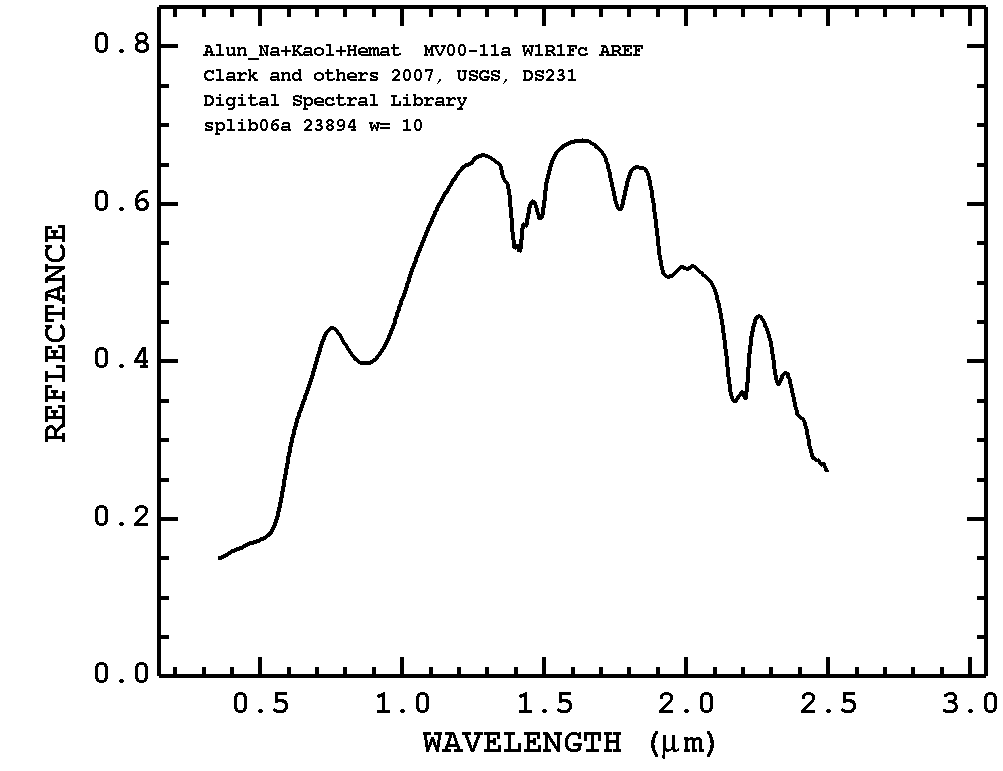 Alun_Na+Kaol+Hemat MV00-11a W1R1Fc AREF
Clark and others 2007, USGS, DS231
Digital Spectral Library
splib06a 23894 w= 10
REFLECTANCE
0.8
0.6
0.4
0.2
0.0
0.5 1.0 1.5 2.0 2.5 3.0
WAVELENGTH (μm)